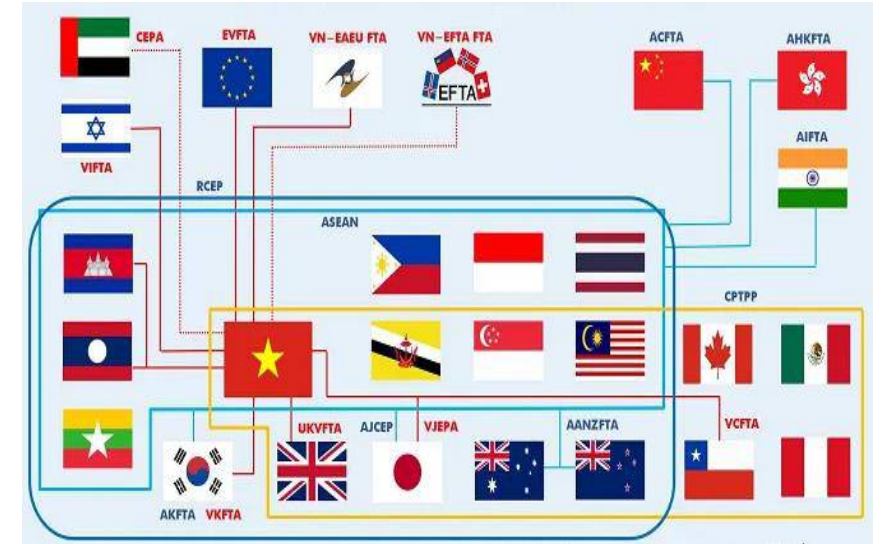 CEPA
EVFTA
VN–EAEU FTA
VN–EFTA FTA
ACFTA
AHKFTA
EFTA
VIFTA
AIFTA
RCEP
ASEAN
CPTPP
UKVFTA
AJCEP
VJEPA
AANZFTA
VCFTA
AKFTA
VKFTA